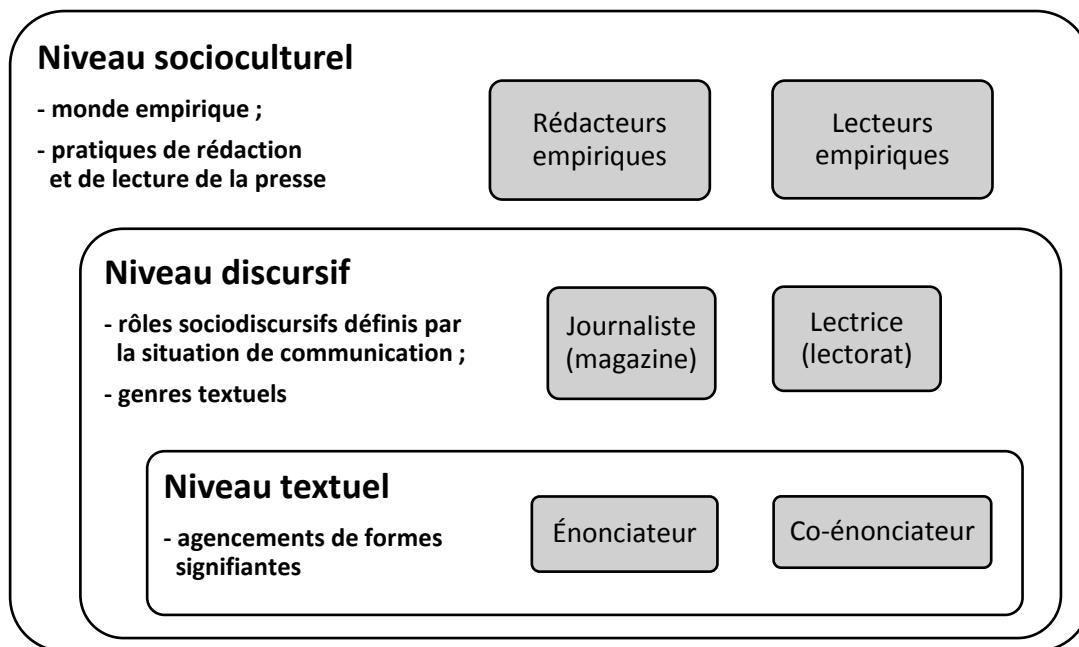 Niveau socioculturel
- monde empirique ;
- pratiques de rédaction
et de lecture de la presse
Rédacteurs
empiriques
Lecteurs
empiriques
Niveau discursif
- rôles sociodiscursifs définis par
la situation de communication ;
- genres textuels
Journaliste
(magazine)
Lectrice
(lectorat)
Niveau textuel
- agencements de formes
signifiantes
Énonciateur
Co-énonciateur